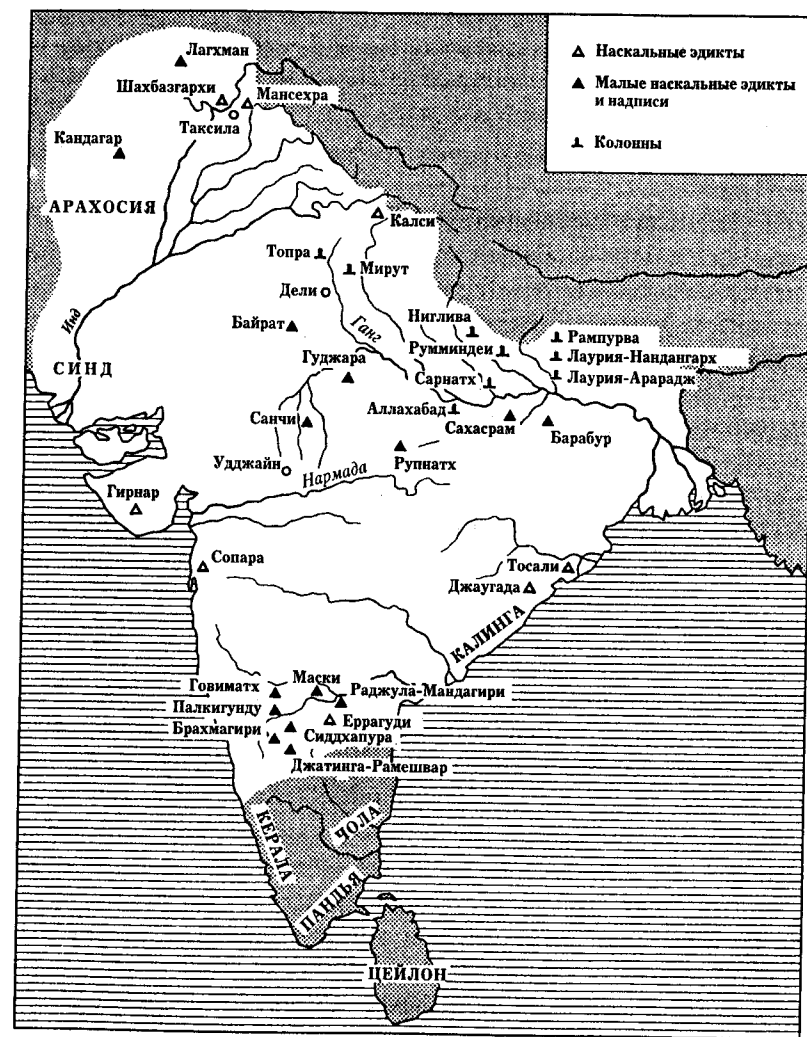 Наскальные эдикты
Малые наскальные эдикты
и надписи
Колонны
Лагхман
Шахбазгархи
Мансехра
Таксила
Кандагар
АРАХОСИЯ
Калси
Топра
Мирут
Дели
Инд
Байрат
Ганг
Ниглива
Румминдеи
Рампурва
Лаурия-Нандангарх
Лаурия-Арарадж
СИНД
Гуджара
Сарнатх
Аллахабад
Санчи
Сахасрам
Барабур
Удджайн
Нармада
Рупнатх
Гирнар
Сопара
Тосали
Джаугада
КАЛИНГА
Маски
Говиматх
Раджула-Мандагири
Палкигунду
Еррагуди
Брахмагири
Сиддхапура
Джатинга-Рамешвар
КЕРАЛА
ЧОЛА
ПАНДЬЯ
ЦЕЙЛОН